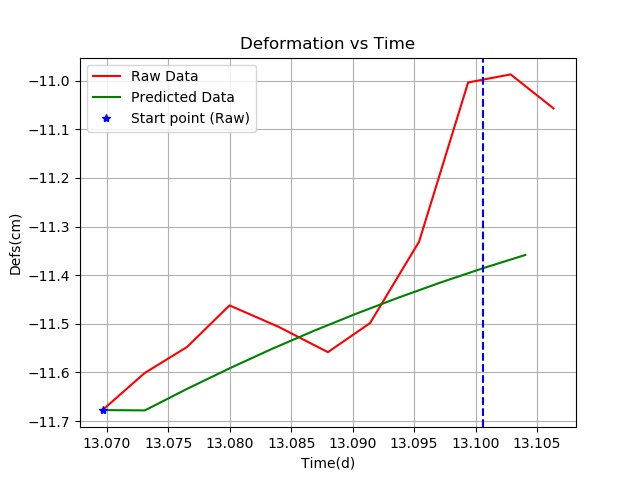 Deformation vs Time
Raw Data
Predicted Data
Start point (Raw)
−11.0
−11.1
−11.2
−11.3
−11.4
−11.5
−11.6
−11.7
Defs(cm)
13.070 13.075 13.080 13.085 13.090 13.095 13.100 13.105
Time(d)